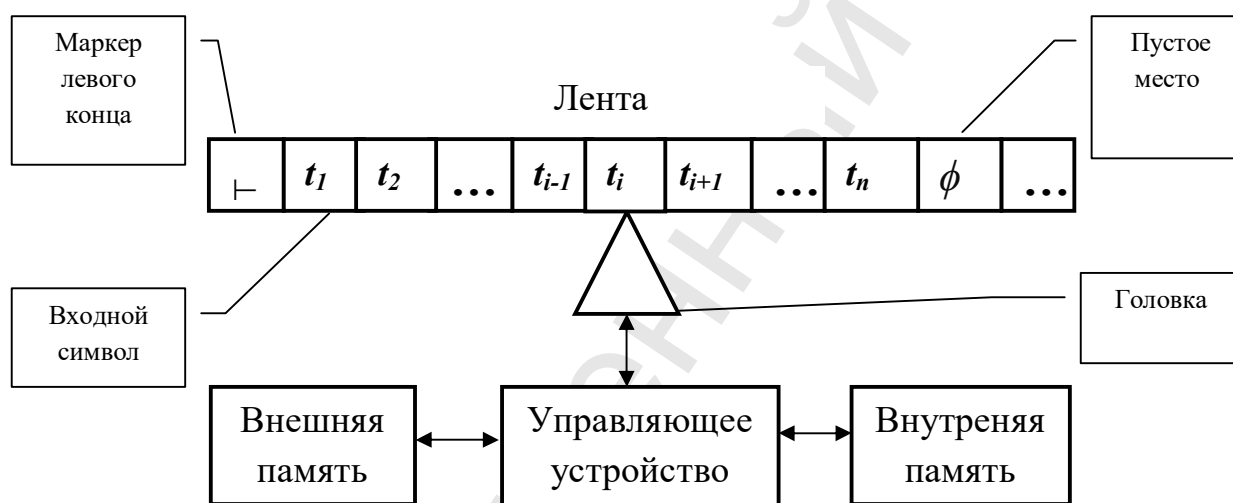 Маркер
левого
конца
Пустое
место
Лента
⊢ t1 t2 ... ti-1 ti ti+1 ... tn ϕ ...
Входной
символ
Головка
Внешняя
память
Управляющее
устройство
Внутреняя
память